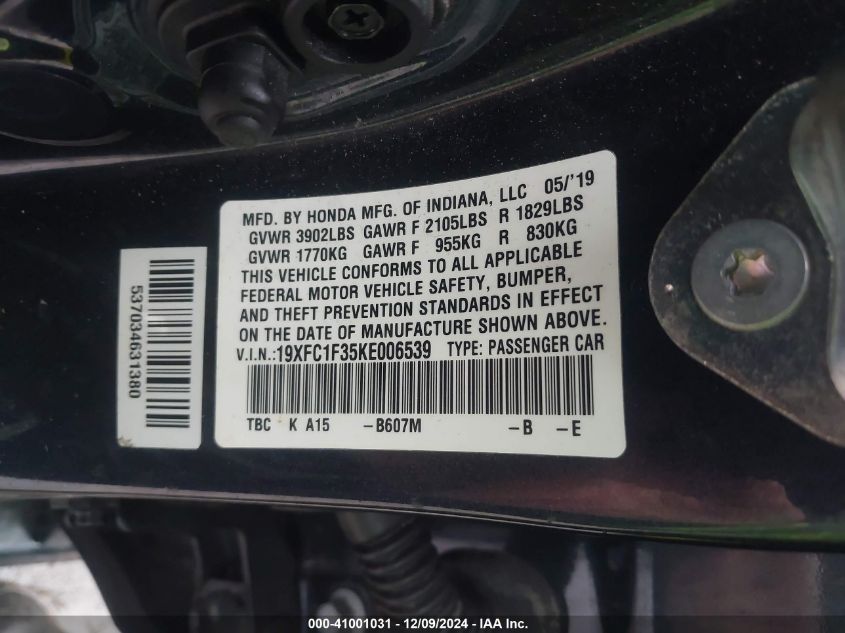 MFD. BY HONDA MFG. OF INDIANA, LLC 05/'19
GVWR 3902LBS GAWR F 2105LBS R 1829LBS
GVWR 1770KG GAWR F 955KG R 830KG
THIS VEHICLE CONFORMS TO ALL APPLICABLE
FEDERAL MOTOR VEHICLE SAFETY, BUMPER,
AND THEFT PREVENTION STANDARDS IN EFFECT
ON THE DATE OF MANUFACTURE SHOWN ABOVE.
V.I.N.:19XFC1F35KE006539 TYPE: PASSENGER CAR
TBC K A15 –B607M –B –E
537034631380
000-41001031 - 12/09/2024 - IAA Inc.